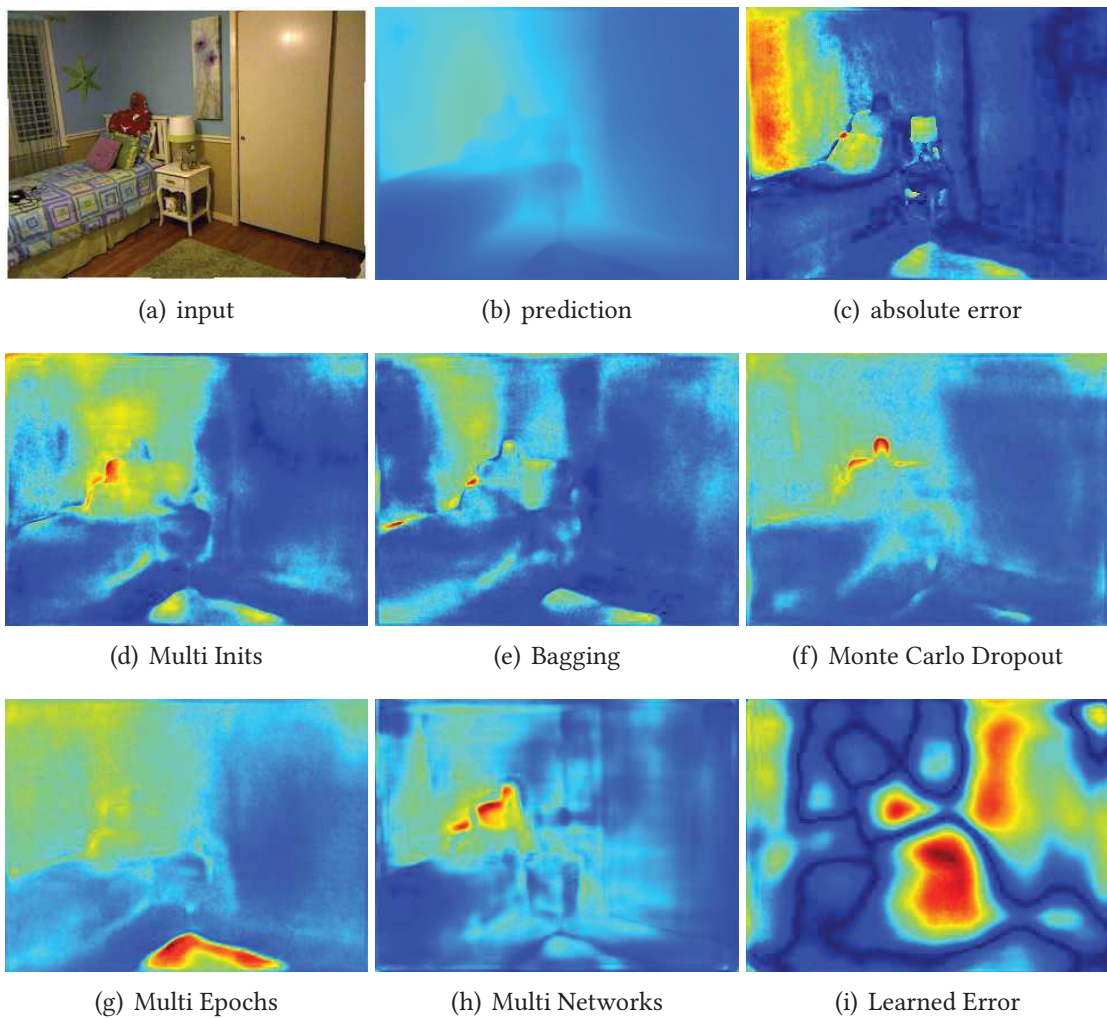 (a) input
(b) prediction
(c) absolute error
(d) Multi Inits
(e) Bagging
(f) Monte Carlo Dropout
(g) Multi Epochs
(h) Multi Networks
(i) Learned Error